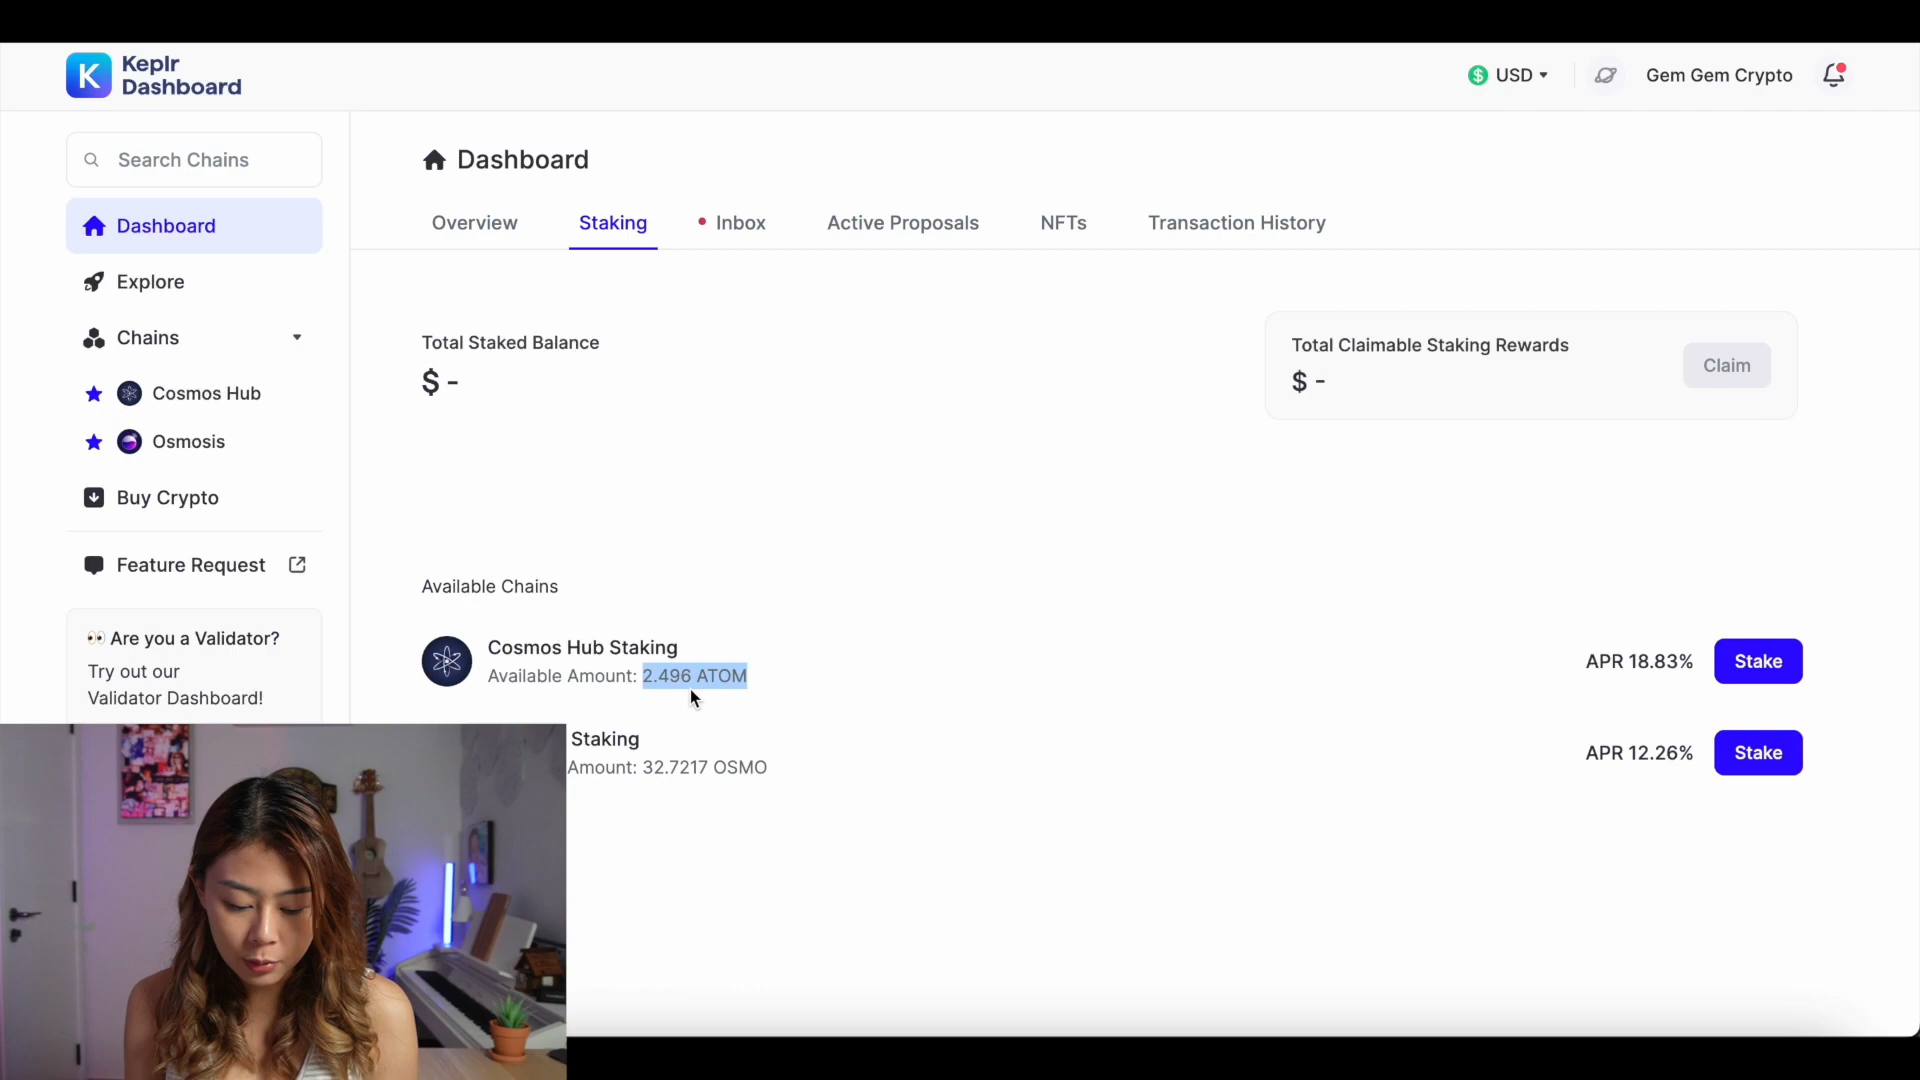 Keplr
Dashboard
$ USD
Gem Gem Crypto
Search Chains
Dashboard
Explore
Chains
Cosmos Hub
Osmosis
Buy Crypto
Feature Request
👀 Are you a Validator?
Try out our
Validator Dashboard!
Dashboard
Overview
Staking
Inbox
Active Proposals
NFTs
Transaction History
Total Staked Balance
$ -
Total Claimable Staking Rewards
$ -
Claim
Available Chains
Cosmos Hub Staking
Available Amount: 2.496 ATOM
APR 18.83%
Stake
Staking
Amount: 32.7217 OSMO
APR 12.26%
Stake